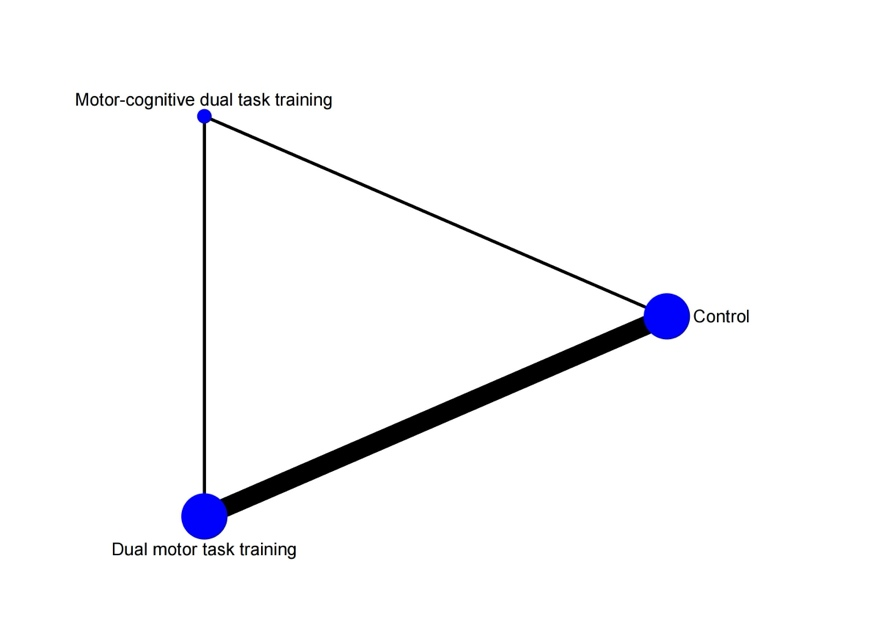 Motor-cognitive dual task training
Control
Dual motor task training